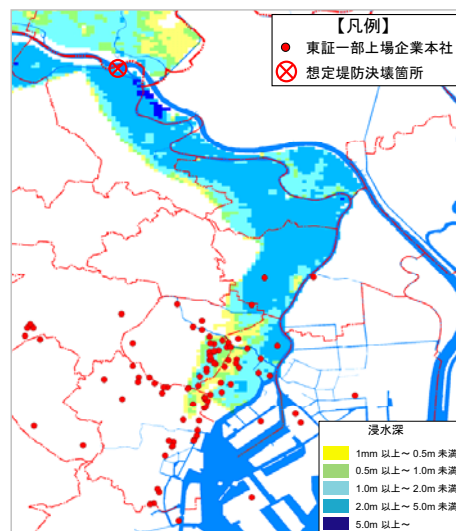 【凡例】
東証一部上場企業本社
想定堤防決壊箇所
浸水深
1mm 以上～ 0.5m 未満
0.5m 以上～ 1.0m 未満
1.0m 以上～ 2.0m 未満
2.0m 以上～ 5.0m 未満
5.0m 以上～